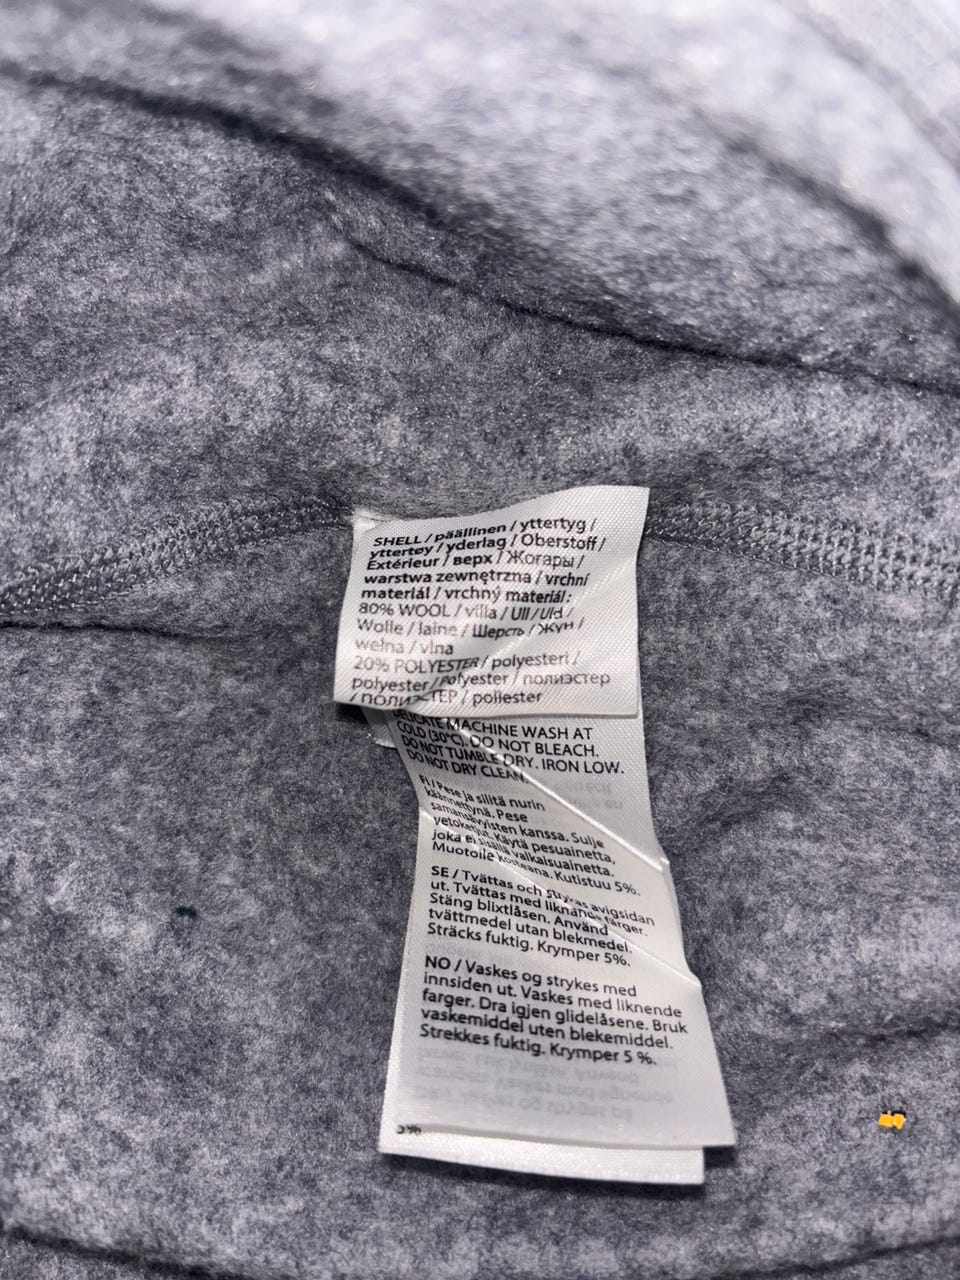 SHELL / päällinen / yttertyg /
yttertøy / yderlag / Oberstoff /
Extérieur / верх / Жогары /
warstwa zewnętrzna / vrchní
materiál / vrchný materiál :
80% WOOL / villa / Ull / Uld /
Wolle / laine / Шерсть / Жүн /
wełna / vlna
20% POLYESTER / polyesteri /
polyester / Polyester / полиэстер
/ poliester
DELICATE MACHINE WASH AT
COLD (30°C). DO NOT BLEACH.
DO NOT TUMBLE DRY. IRON LOW.
DO NOT DRY CLEAN.
FI / Pese ja silitä nurin
käännettynä. Pese
samansävyisten kanssa. Sulje
vetoketjut. Käytä pesuainetta,
joka ei sisällä valkaisuainetta.
Muotoile kosteana. Kutistuu 5%.
SE / Tvättas och strykas avigsidan
ut. Tvättas med liknande färger.
Stäng blixtlåsen. Använd
tvättmedel utan blekmedel.
Sträcks fuktig. Krymper 5%.
NO / Vaskes og strykes med
innsiden ut. Vaskes med liknende
farger. Dra igjen glidelåsene. Bruk
vaskemiddel uten blekemiddel.
Strekkes fuktig. Krymper 5 %.
5%